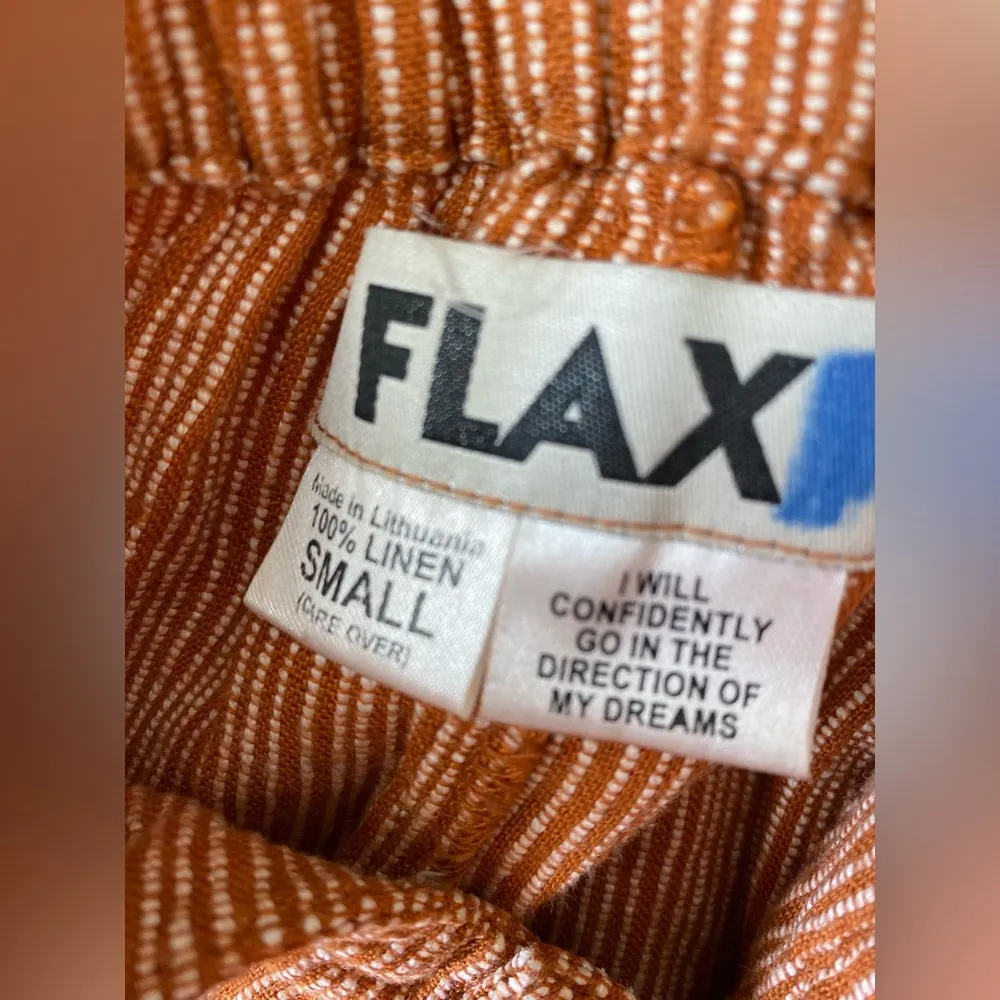 FLAX
Made in Lithuania
100% LINEN
SMALL
(CARE OVER)
I WILL
CONFIDENTLY
GO IN THE
DIRECTION OF
MY DREAMS